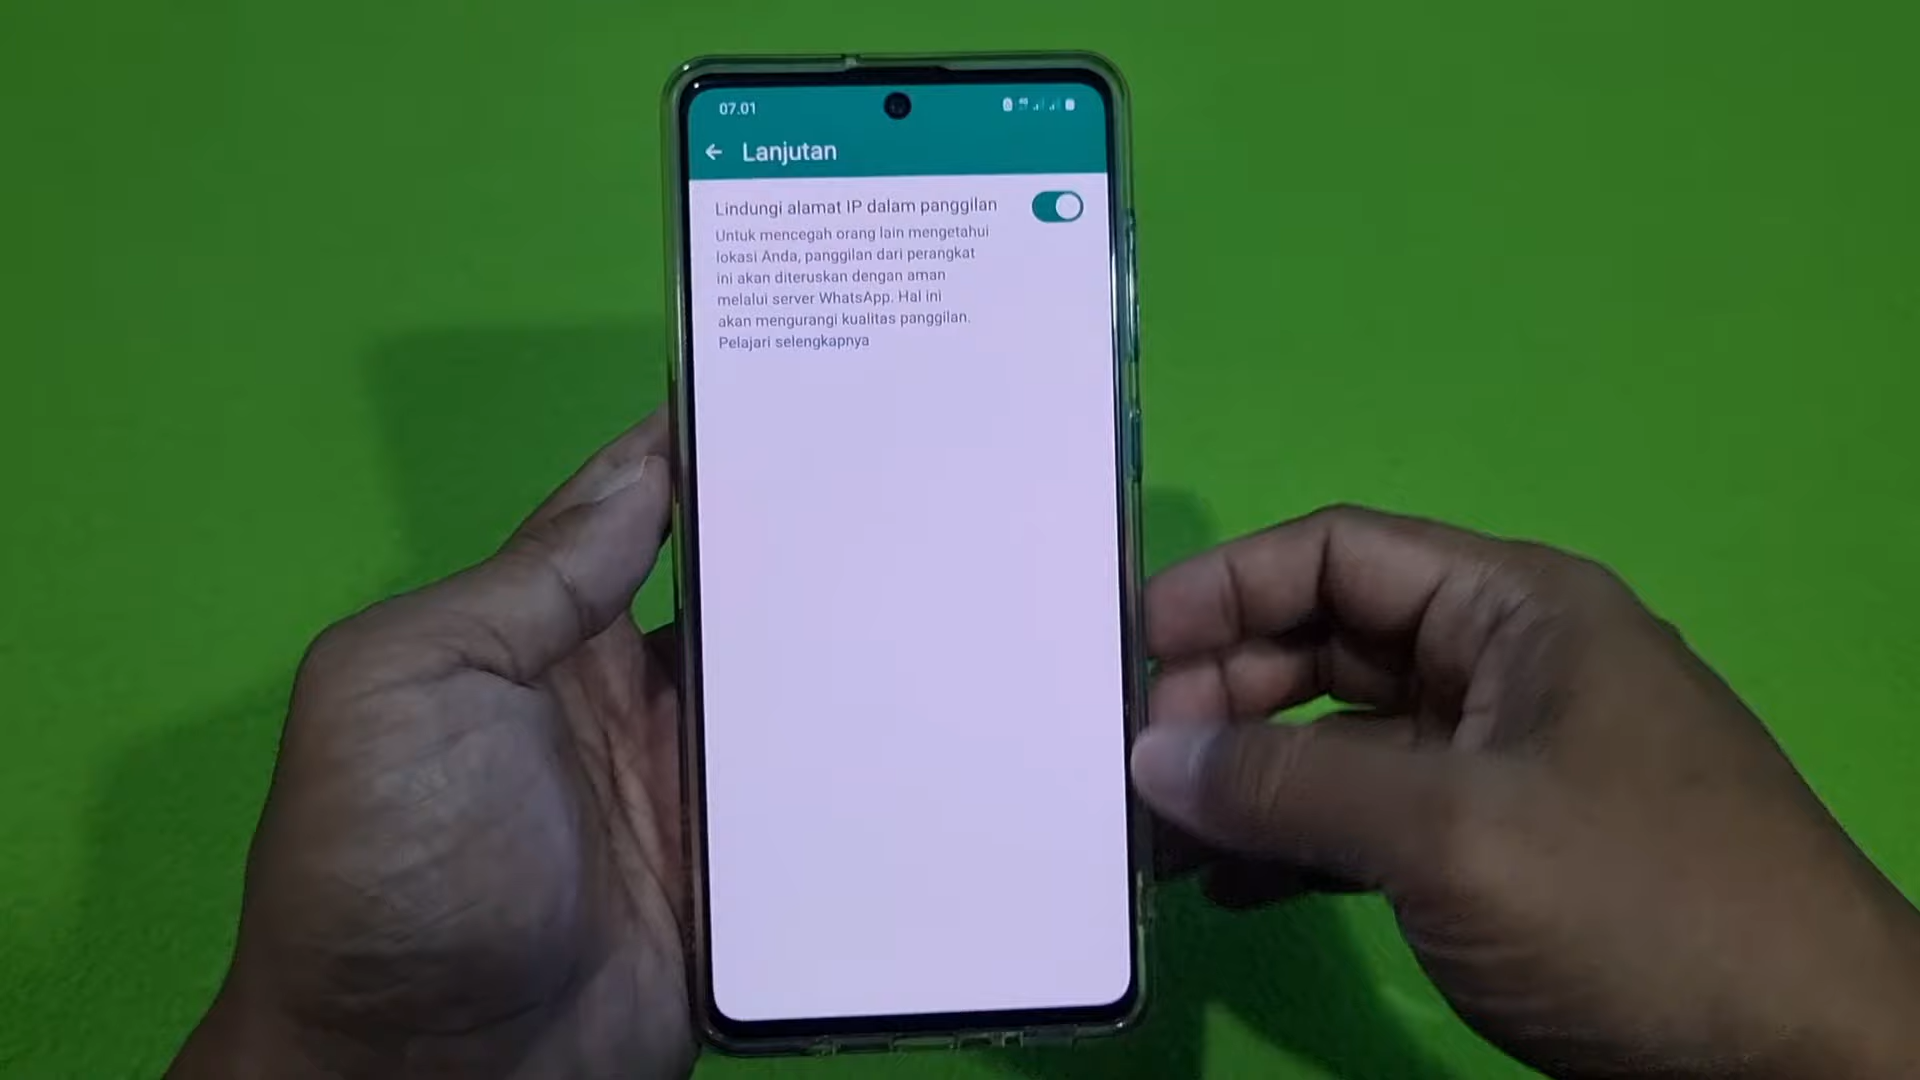 07.01
Lanjutan
Lindungi alamat IP dalam panggilan
Untuk mencegah orang lain mengetahui
lokasi Anda, panggilan dari perangkat
ini akan diteruskan dengan aman
melalui server WhatsApp. Hal ini
akan mengurangi kualitas panggilan.
Pelajari selengkapnya